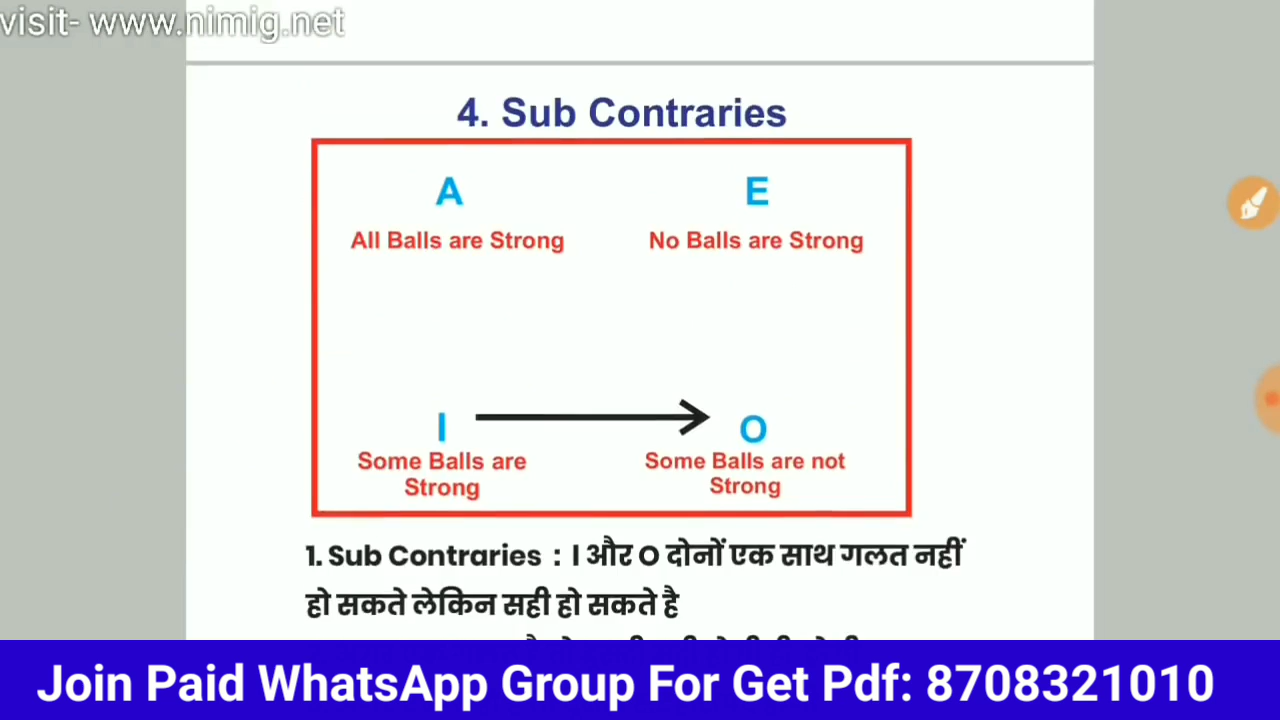 visit- www.nimig.net
4. Sub Contraries
A E
All Balls are Strong No Balls are Strong
I O
Some Balls are Some Balls are not
Strong Strong
1. Sub Contraries : I और O दोनों एक साथ गलत नहीं
हो सकते लेकिन सही हो सकते है
Join Paid WhatsApp Group For Get Pdf: 8708321010